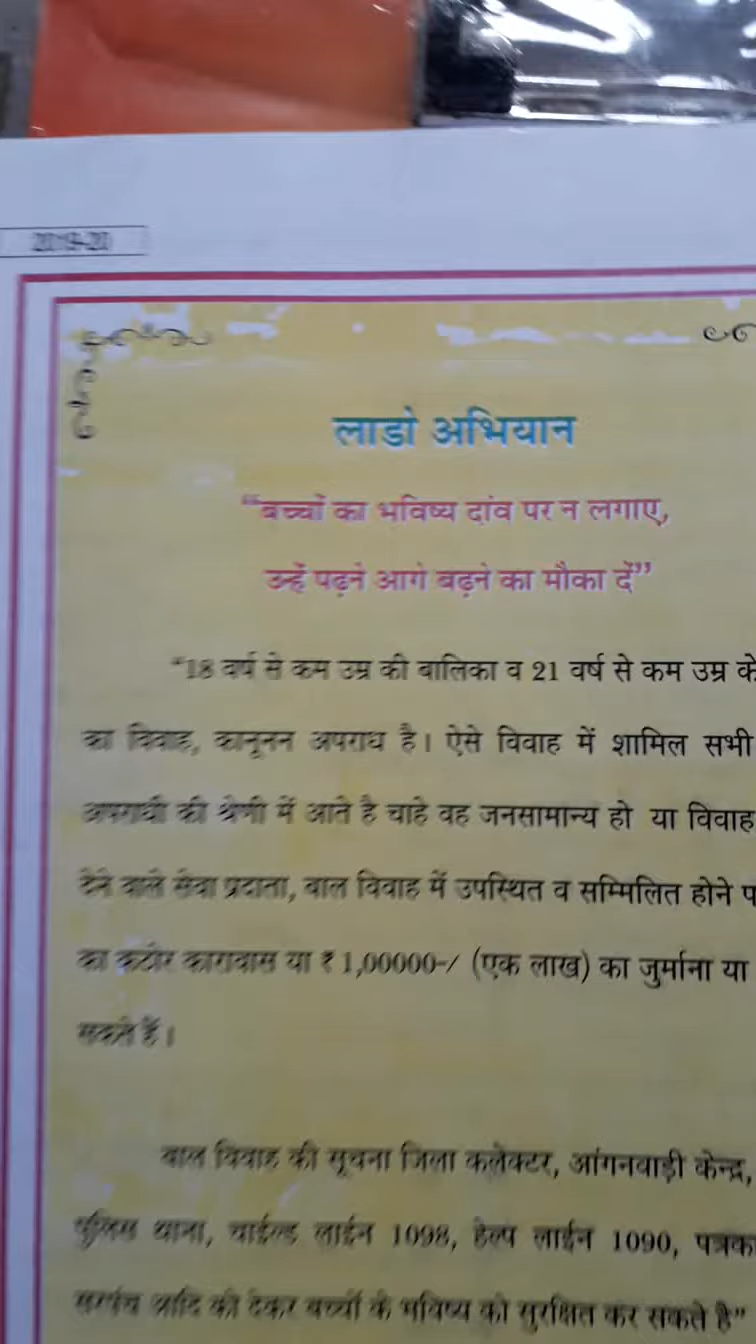 2019-20
लाडो अभियान
“बच्चों का भविष्य दांव पर न लगाए,
उन्हें पढ़ने आगे बढ़ने का मौका दें”
“18 वर्ष से कम उम्र की बालिका व 21 वर्ष से कम उम्र के
का विवाह, कानूनन अपराध है। ऐसे विवाह में शामिल सभी
अपराधी की श्रेणी में आते है चाहे वह जनसामान्य हो या विवाह
देने वाले सेवा प्रदाता, बाल विवाह में उपस्थित व सम्मिलित होने
का कठोर कारावास या ₹ 1,00000-/ (एक लाख) का जुर्माना या
सकते हैं।
बाल विवाह की सूचना जिला कलेक्टर, आंगनवाड़ी केन्द्र,
पुलिस थाना, चाईल्ड लाईन 1098, हेल्प लाईन 1090,
सरपंच आदि को देकर बच्चों के भविष्य को सुरक्षित कर सकते है”